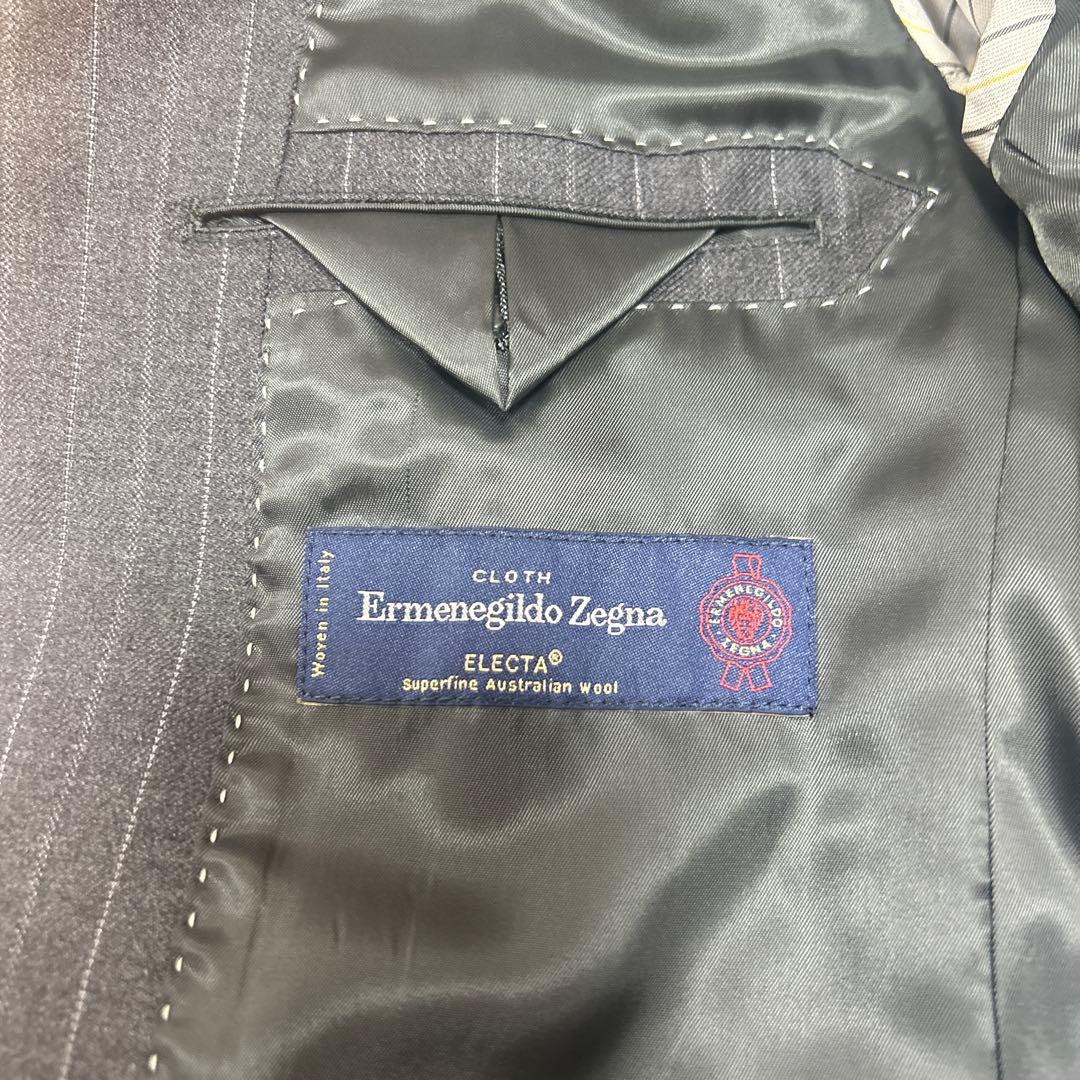 Woven in Italy
CLOTH
Ermenegildo Zegna
ELECTA®
Superfine Australian Wool
ERMENEGILDO
ZEGNA